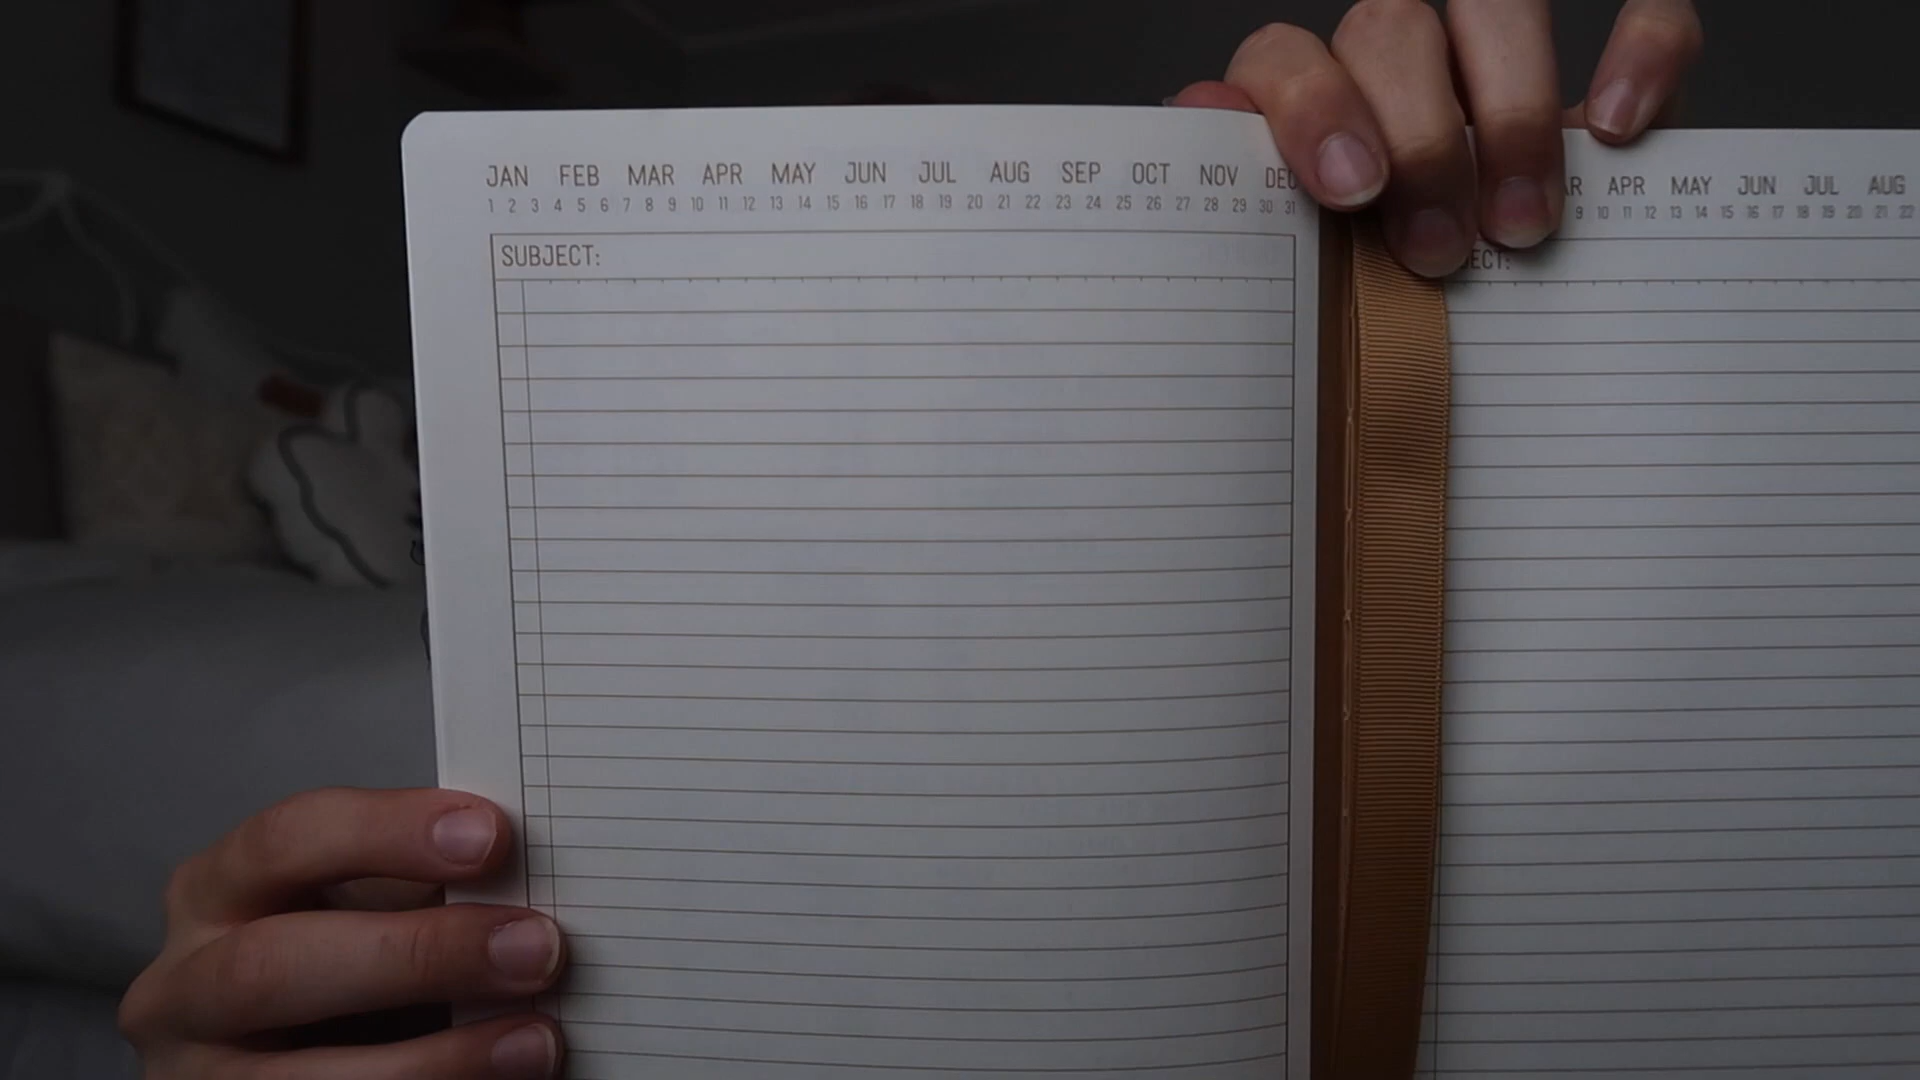 JAN FEB MAR APR MAY JUN JUL AUG SEP OCT NOV DEC
1 2 3 4 5 6 7 8 9 10 11 12 13 14 15 16 17 18 19 20 21 22 23 24 25 26 27 28 29 30 31
SUBJECT:
AR APR MAY JUN JUL AUG
9 10 11 12 13 14 15 16 17 18 19 20 21 22
JECT: